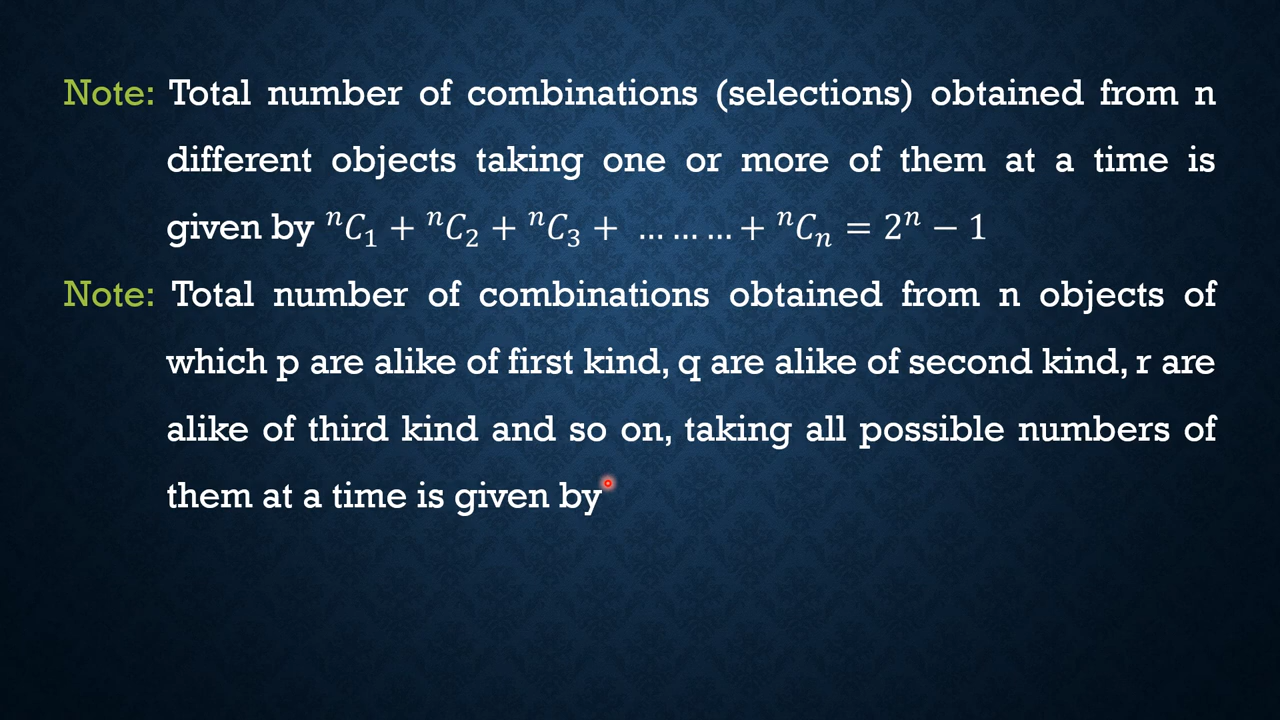 Note: Total number of combinations (selections) obtained from n
different objects taking one or more of them at a time is
given by ⁿC₁ + ⁿC₂ + ⁿC₃ + ... ... ... + ⁿCₙ = 2ⁿ − 1
Note: Total number of combinations obtained from n objects of
which p are alike of first kind, q are alike of second kind, r are
alike of third kind and so on, taking all possible numbers of
them at a time is given by